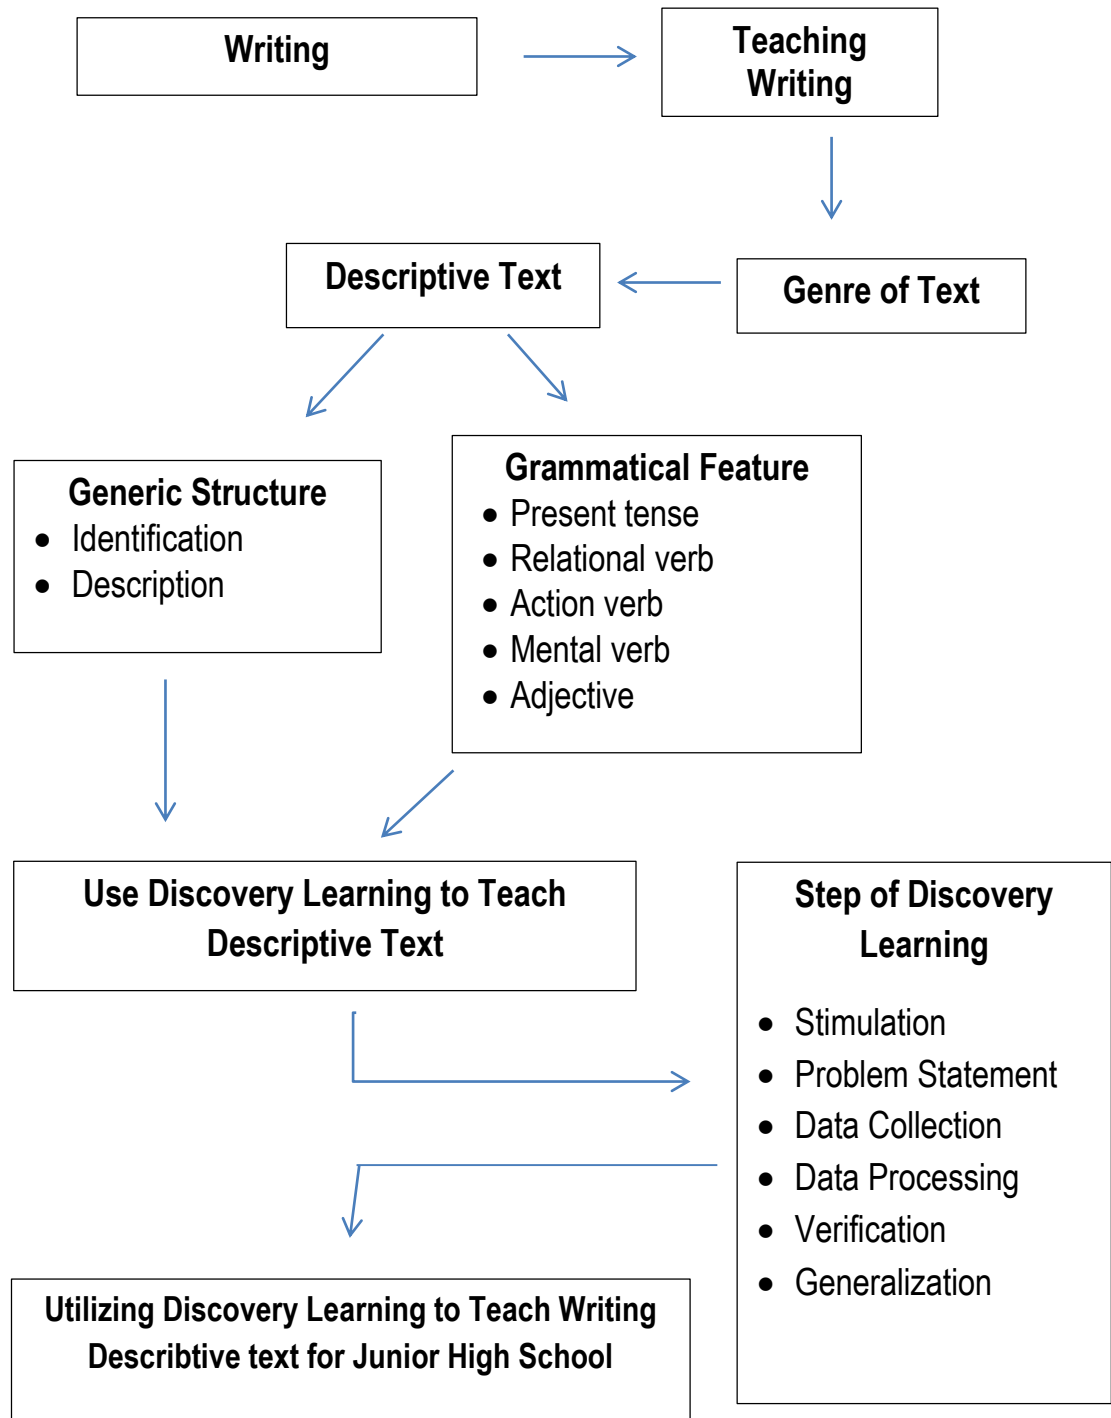 Writing
Teaching
Writing
Descriptive Text
Genre of Text
Generic Structure
• Identification
• Description
Grammatical Feature
• Present tense
• Relational verb
• Action verb
• Mental verb
• Adjective
Use Discovery Learning to Teach
Descriptive Text
Step of Discovery
Learning
• Stimulation
• Problem Statement
• Data Collection
• Data Processing
• Verification
• Generalization
Utilizing Discovery Learning to Teach Writing
Describtive text for Junior High School